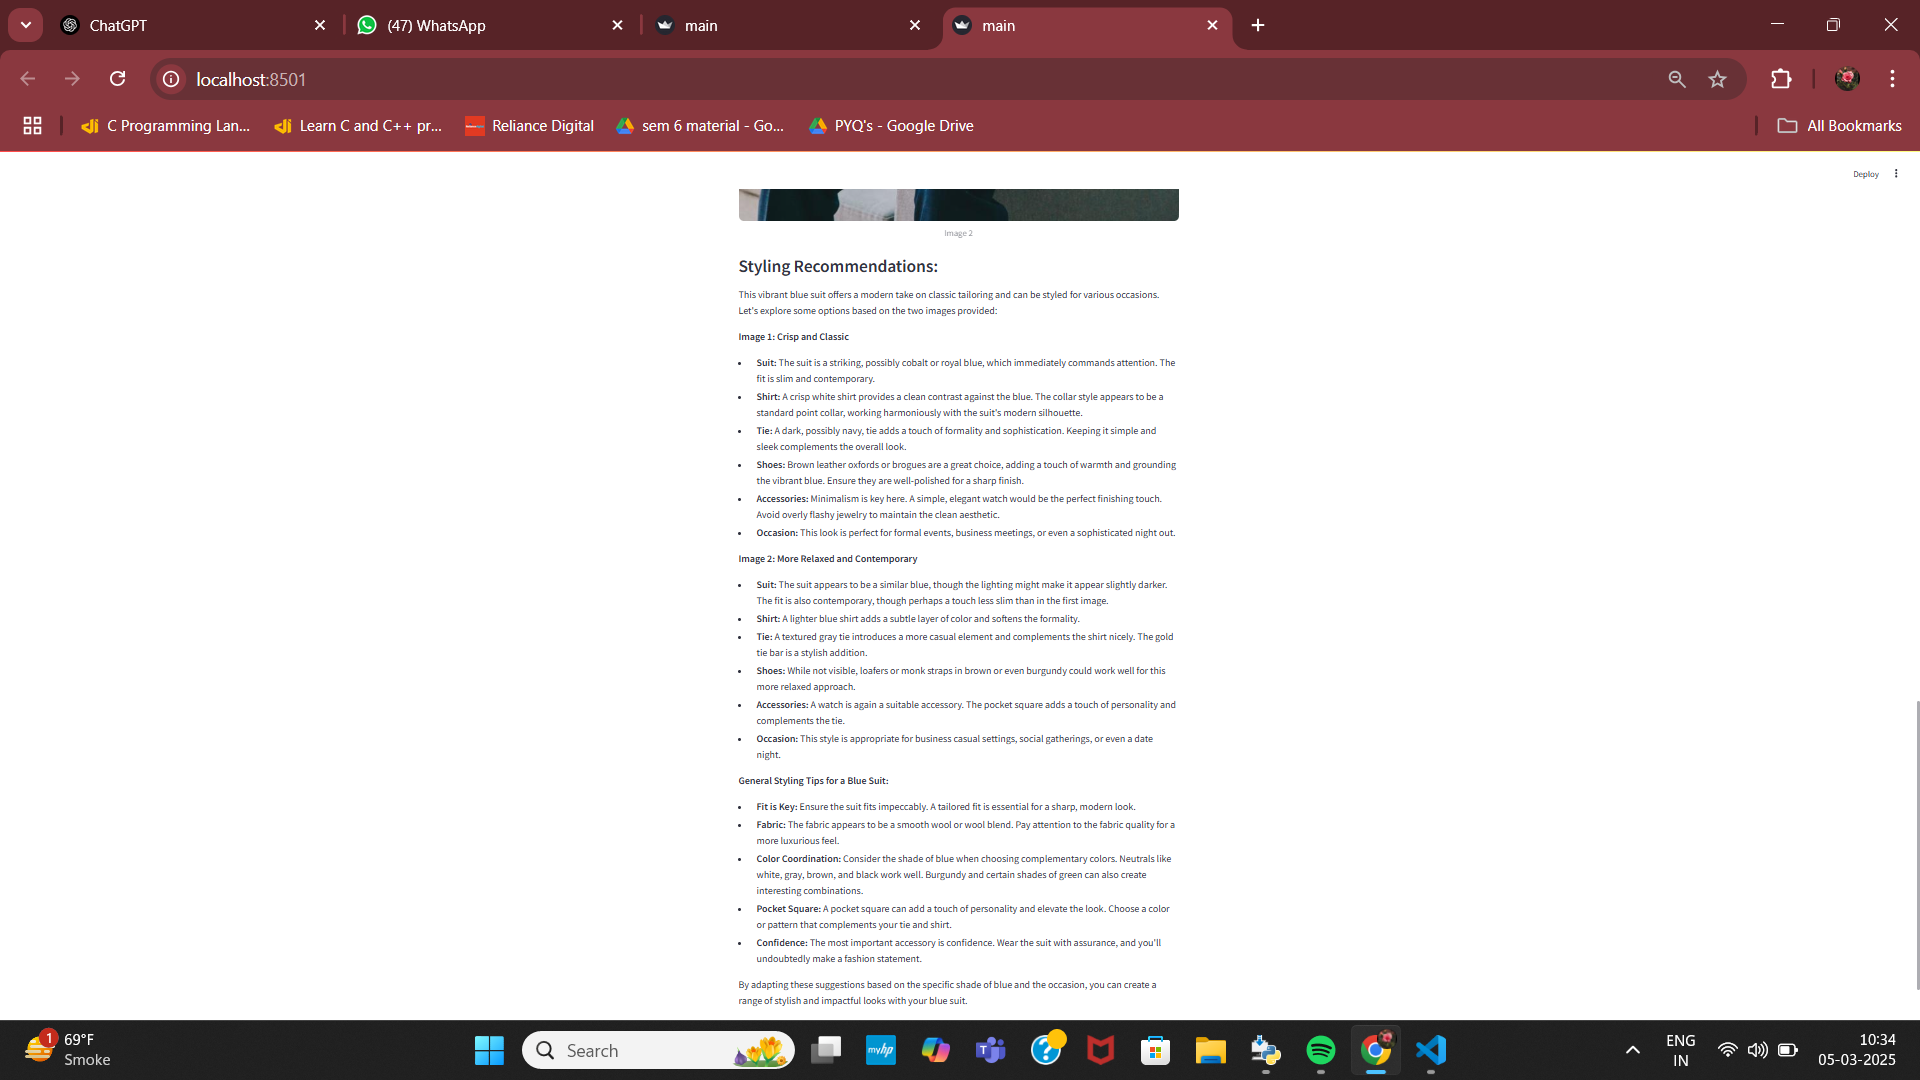 ChatGPT
(47) WhatsApp
main
main
localhost:8501
C Programming Lan...
Learn C and C++ pr...
Reliance Digital
sem 6 material - Go...
PYQ's - Google Drive
All Bookmarks
Deploy
Image 2
Styling Recommendations:
This vibrant blue suit offers a modern take on classic tailoring and can be styled for various occasions.
Let's explore some options based on the two images provided:
Image 1: Crisp and Classic
• Suit: The suit is a striking, possibly cobalt or royal blue, which immediately commands attention. The
fit is slim and contemporary.
• Shirt: A crisp white shirt provides a clean contrast against the blue. The collar style appears to be a
standard point collar, working harmoniously with the suit's modern silhouette.
• Tie: A dark, possibly navy, tie adds a touch of formality and sophistication. Keeping it simple and
sleek complements the overall look.
• Shoes: Brown leather oxfords or brogues are a great choice, adding a touch of warmth and grounding
the vibrant blue. Ensure they are well-polished for a sharp finish.
• Accessories: Minimalism is key here. A simple, elegant watch would be the perfect finishing touch.
Avoid overly flashy jewelry to maintain the clean aesthetic.
• Occasion: This look is perfect for formal events, business meetings, or even a sophisticated night out.
Image 2: More Relaxed and Contemporary
• Suit: The suit appears to be a similar blue, though the lighting might make it appear slightly darker.
The fit is also contemporary, though perhaps a touch less slim than in the first image.
• Shirt: A lighter blue shirt adds a subtle layer of color and softens the formality.
• Tie: A textured gray tie introduces a more casual element and complements the shirt nicely. The gold
tie bar is a stylish addition.
• Shoes: While not visible, loafers or monk straps in brown or even burgundy could work well for this
more relaxed approach.
• Accessories: A watch is again a suitable accessory. The pocket square adds a touch of personality and
complements the tie.
• Occasion: This style is appropriate for business casual settings, social gatherings, or even a date
night.
General Styling Tips for a Blue Suit:
• Fit is Key: Ensure the suit fits impeccably. A tailored fit is essential for a sharp, modern look.
• Fabric: The fabric appears to be a smooth wool or wool blend. Pay attention to the fabric quality for a
more luxurious feel.
• Color Coordination: Consider the shade of blue when choosing complementary colors. Neutrals like
white, gray, brown, and black work well. Burgundy and certain shades of green can also create
interesting combinations.
• Pocket Square: A pocket square can add a touch of personality and elevate the look. Choose a color
or pattern that complements your tie and shirt.
• Confidence: The most important accessory is confidence. Wear the suit with assurance, and you'll
undoubtedly make a fashion statement.
By adapting these suggestions based on the specific shade of blue and the occasion, you can create a
range of stylish and impactful looks with your blue suit.
1
69°F
Smoke
Search
myhp
ENG
IN
10:34
05-03-2025